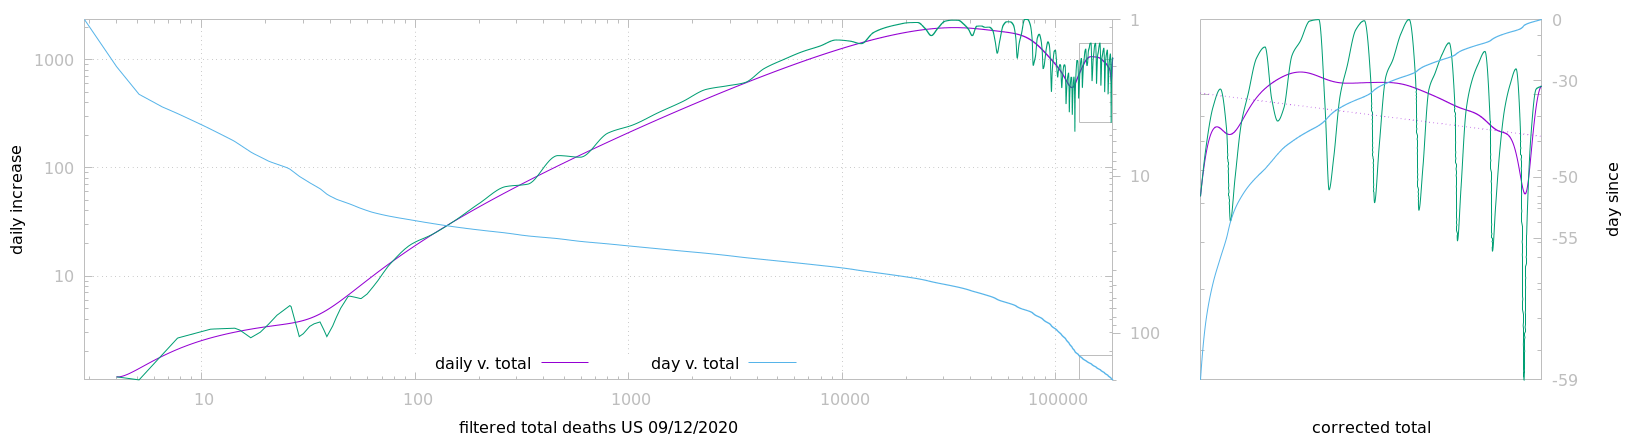 1000
100
10
daily increase
10
100
1000
10000
100000
1
10
100
daily v. total
day v. total
filtered total deaths US 09/12/2020
0
-30
-50
-55
-59
day since
corrected total